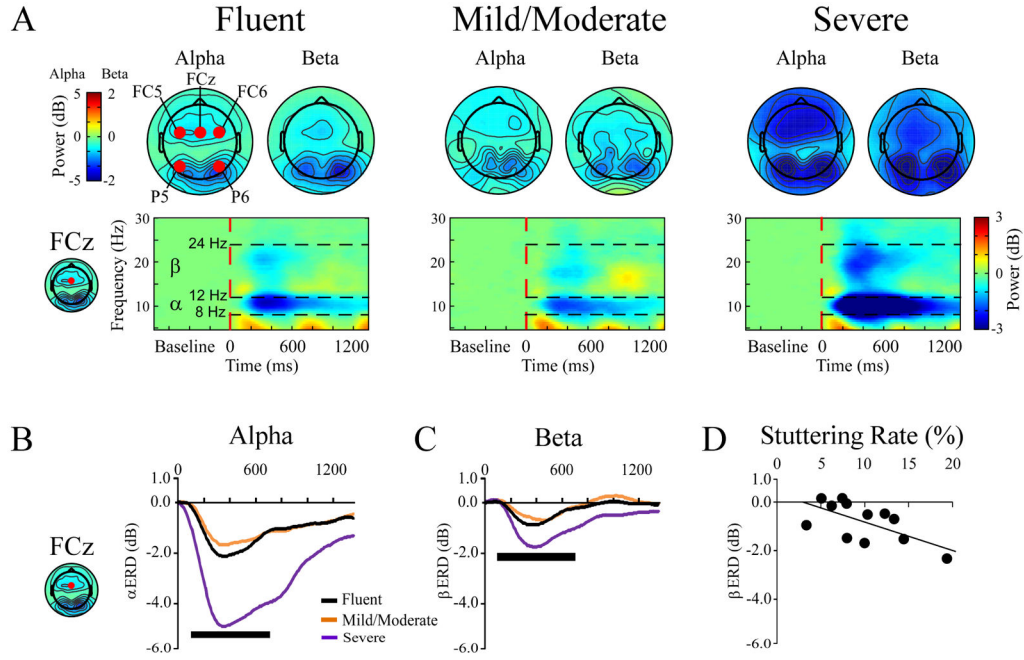 A
Fluent
Mild/Moderate
Severe
Alpha
Beta
Alpha
Beta
Alpha
Beta
Alpha Beta
FCz
FC5
FC6
Power (dB)
5
2
0
0
-5
-2
P5
P6
FCz
Frequency (Hz)
30
20
10
24 Hz
β
12 Hz
α
8 Hz
Baseline
0
600
1200
Time (ms)
30
20
10
Baseline
0
600
1200
Time (ms)
30
20
10
Baseline
0
600
1200
Time (ms)
3
0
-3
Power (dB)
B
Alpha
0
600
1200
FCz
αERD (dB)
1.0
0.0
-2.0
-4.0
-6.0
Fluent
Mild/Moderate
Severe
C
Beta
0
600
1200
βERD (dB)
1.0
0.0
-2.0
-6.0
D
Stuttering Rate (%)
5
10
15
20
βERD (dB)
1.0
0.0
-2.0
-6.0